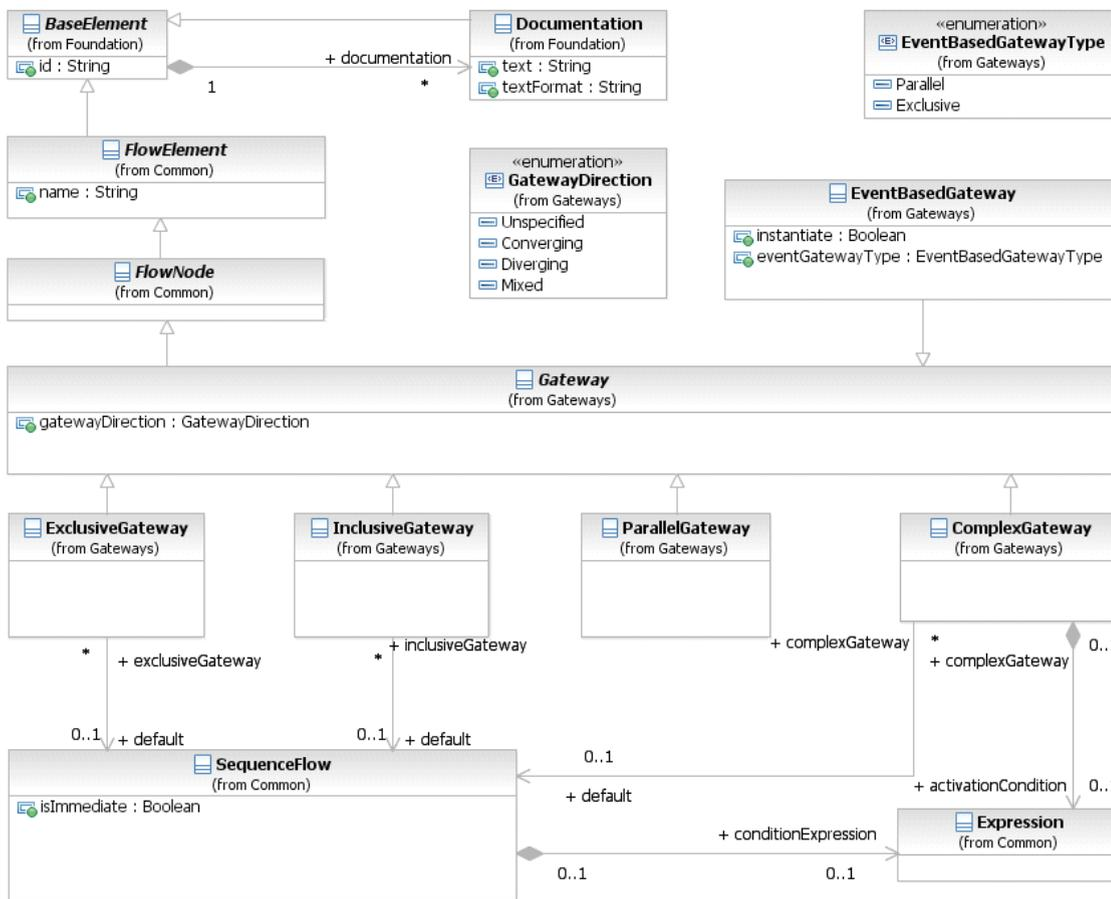 BaseElement
(from Foundation)
id : String
1
+ documentation
*
Documentation
(from Foundation)
text : String
textFormat : String
«enumeration»
EventBasedGatewayType
(from Gateways)
Parallel
Exclusive
FlowElement
(from Common)
name : String
«enumeration»
GatewayDirection
(from Gateways)
Unspecified
Converging
Diverging
Mixed
EventBasedGateway
(from Gateways)
instantiate : Boolean
eventGatewayType : EventBasedGatewayType
FlowNode
(from Common)
Gateway
(from Gateways)
gatewayDirection : GatewayDirection
ExclusiveGateway
(from Gateways)
InclusiveGateway
(from Gateways)
ParallelGateway
(from Gateways)
ComplexGateway
(from Gateways)
*
+ exclusiveGateway
*
+ inclusiveGateway
+ complexGateway
*
+ complexGateway
0..
0..1
+ default
0..1
+ default
0..1
+ default
+ activationCondition
0..
SequenceFlow
(from Common)
isImmediate : Boolean
0..1
+ conditionExpression
0..1
Expression
(from Common)